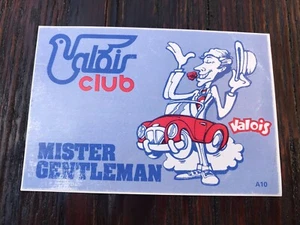 Valois
club
Valois
MISTER
GENTLEMAN
A10